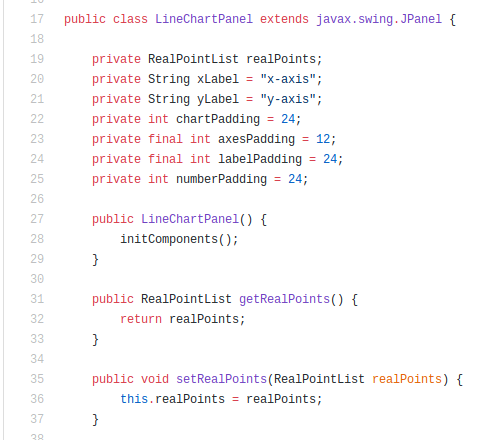 17 public class LineChartPanel extends javax.swing.JPanel {
18
19 private RealPointList realPoints;
20 private String xLabel = "x-axis";
21 private String yLabel = "y-axis";
22 private int chartPadding = 24;
23 private final int axesPadding = 12;
24 private final int labelPadding = 24;
25 private int numberPadding = 24;
26
27 public LineChartPanel() {
28 initComponents();
29 }
30
31 public RealPointList getRealPoints() {
32 return realPoints;
33 }
34
35 public void setRealPoints(RealPointList realPoints) {
36 this.realPoints = realPoints;
37 }
38